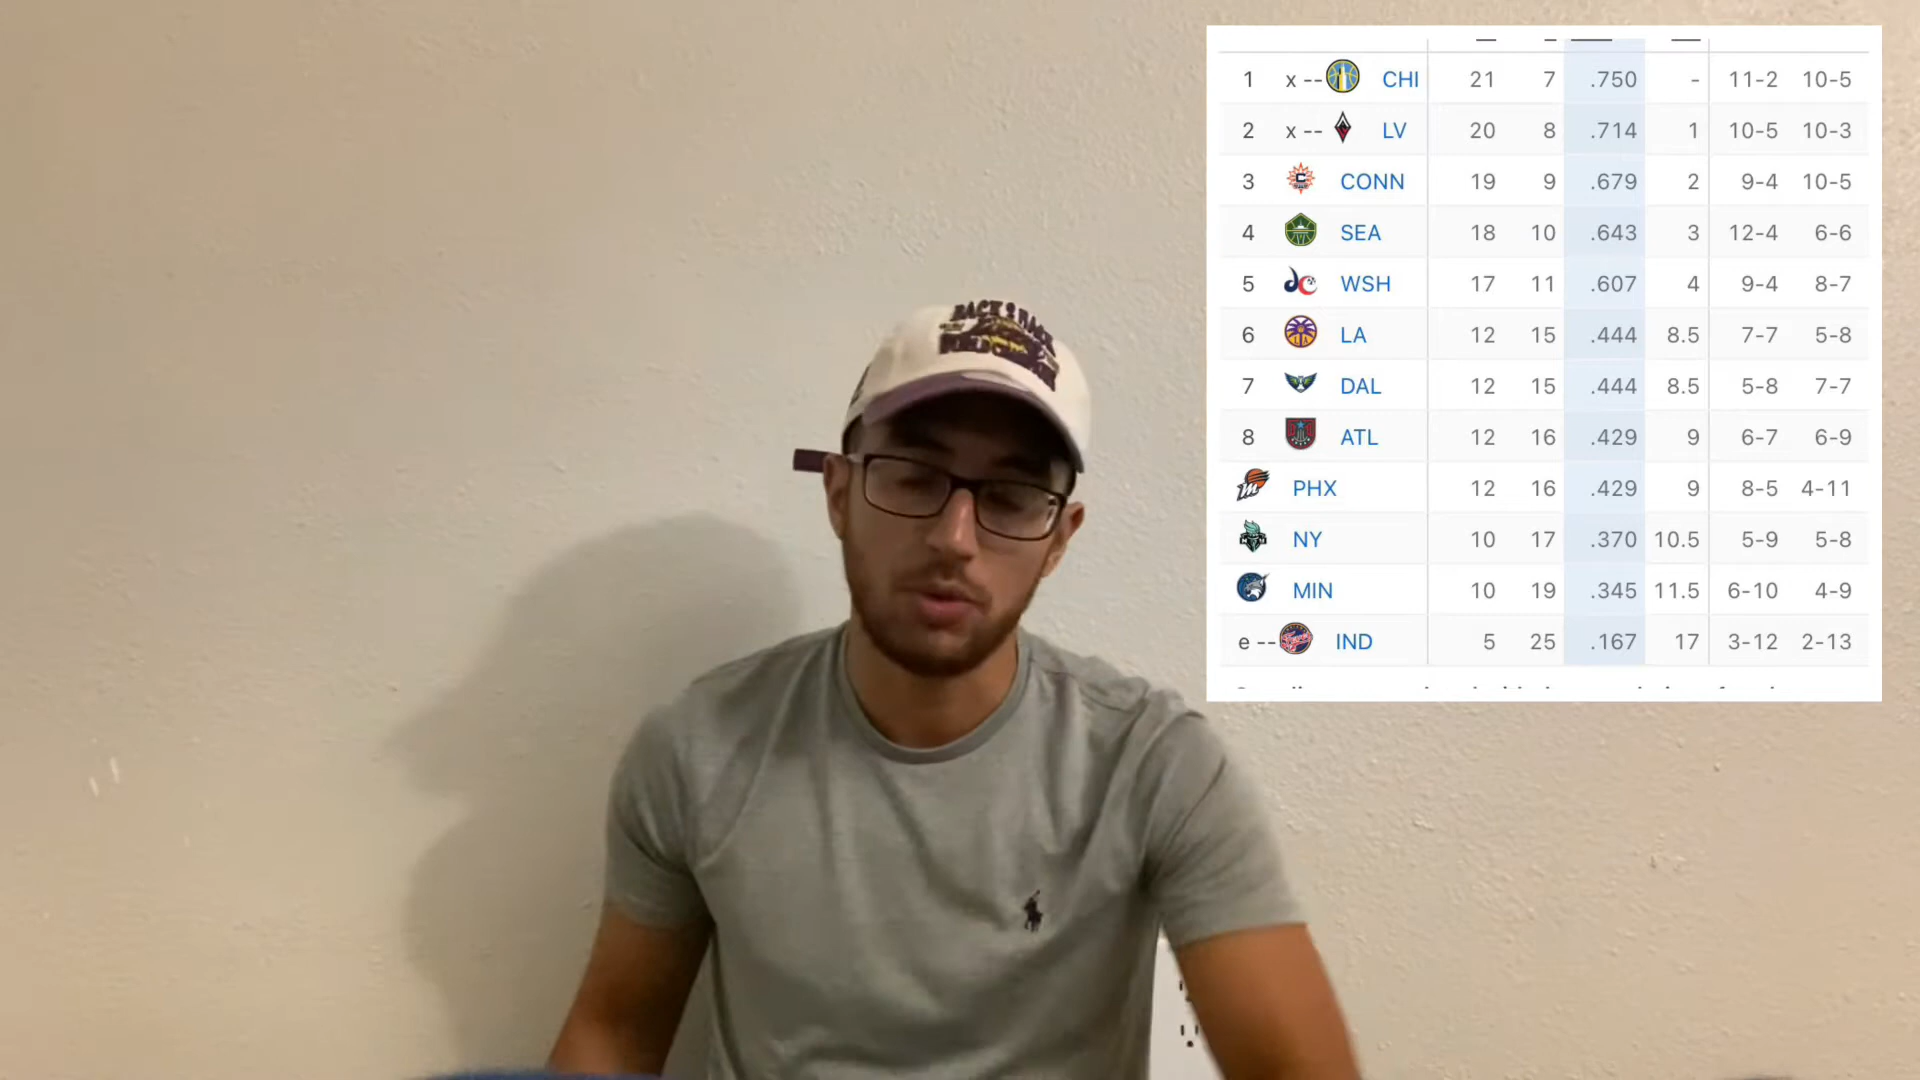 BACK 2 BACK
1 x -- CHI 21 7 .750 - 11-2 10-5
2 x -- LV 20 8 .714 1 10-5 10-3
3 CONN 19 9 .679 2 9-4 10-5
4 SEA 18 10 .643 3 12-4 6-6
5 WSH 17 11 .607 4 9-4 8-7
6 LA 12 15 .444 8.5 7-7 5-8
7 DAL 12 15 .444 8.5 5-8 7-7
8 ATL 12 16 .429 9 6-7 6-9
PHX 12 16 .429 9 8-5 4-11
NY 10 17 .370 10.5 5-9 5-8
MIN 10 19 .345 11.5 6-10 4-9
e -- IND 5 25 .167 17 3-12 2-13